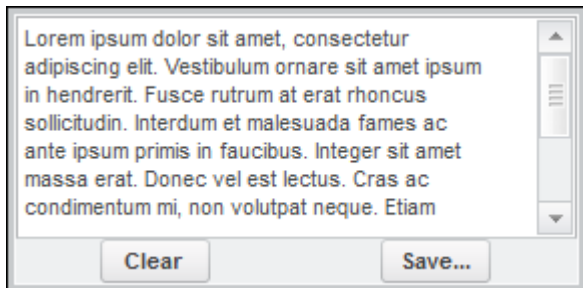 Lorem ipsum dolor sit amet, consectetur
adipiscing elit. Vestibulum ornare sit amet ipsum
in hendrerit. Fusce rutrum at erat rhoncus
sollicitudin. Interdum et malesuada fames ac
ante ipsum primis in faucibus. Integer sit amet
massa erat. Donec vel est lectus. Cras ac
condimentum mi, non volutpat neque. Etiam
Clear Save...